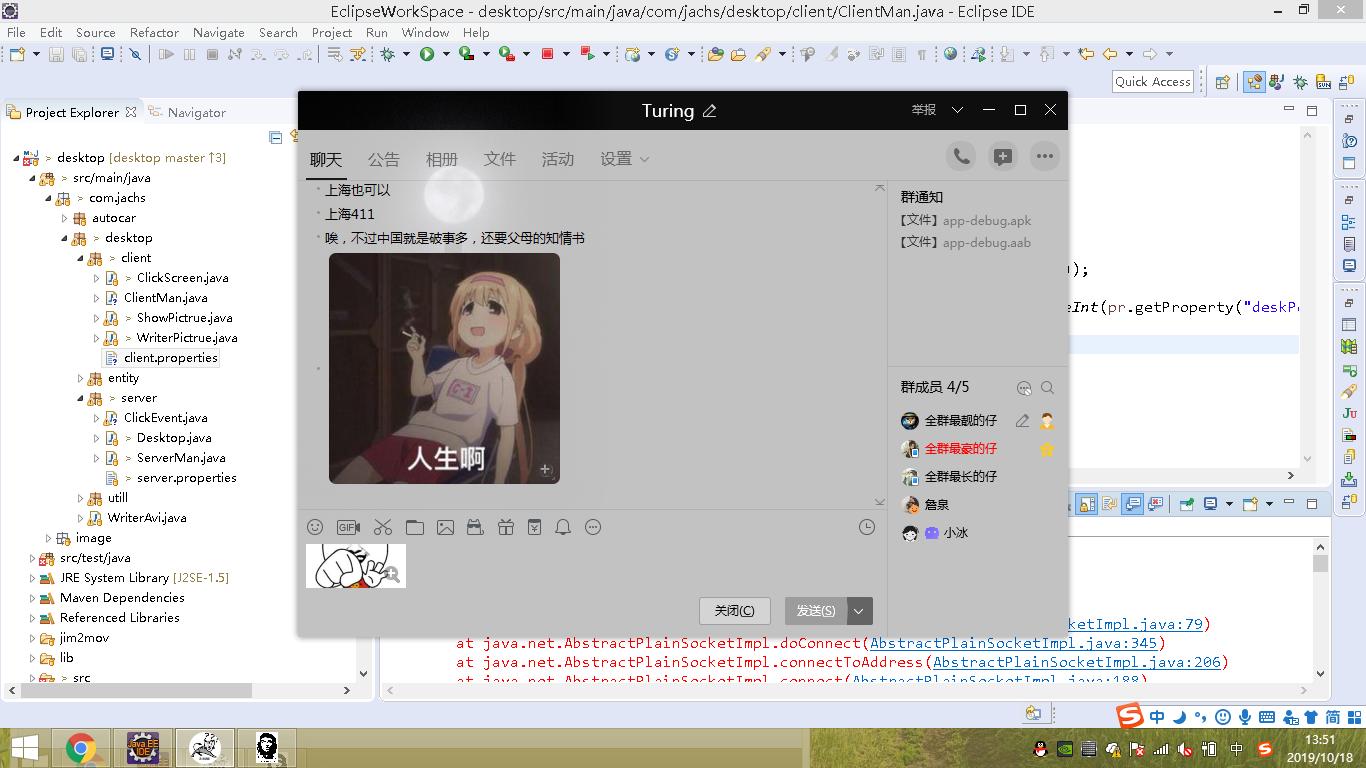 EclipseWorkSpace - desktop/src/main/java/com/jachs/desktop/client/ClientMan.java - Eclipse IDE
File Edit Source Refactor Navigate Search Project Run Window Help
Quick Access
Project Explorer Navigator
> desktop [desktop master ↑3]
> src/main/java
> com.jachs
autocar
> desktop
> client
> ClickScreen.java
ClientMan.java
> ShowPictrue.java
> WriterPictrue.java
client.properties
entity
> server
ClickEvent.java
> Desktop.java
> ServerMan.java
server.properties
utill
WriterAvi.java
image
src/test/java
JRE System Library [J2SE-1.5]
Maven Dependencies
Referenced Libraries
jim2mov
lib
> src
Turing
举报
聊天 公告 相册 文件 活动 设置
上海也可以
上海411
唉，不过中国就是破事多，还要父母的知情书
C-1
人生啊
GIF
关闭(C) 发送(S)
群通知
【文件】app-debug.apk
【文件】app-debug.aab
群成员 4/5
全群最靓的仔
全群最豪的仔
全群最长的仔
詹泉
小冰
);
eInt(pr.getProperty("deskP
cketImpl.java:79)
at java.net.AbstractPlainSocketImpl.doConnect(AbstractPlainSocketImpl.java:345)
at java.net.AbstractPlainSocketImpl.connectToAddress(AbstractPlainSocketImpl.java:206)
at java.net.AbstractPlainSocketImpl.connect(AbstractPlainSocketImpl.java:188)
中 简
Java EE IDE
中
13:51
2019/10/18